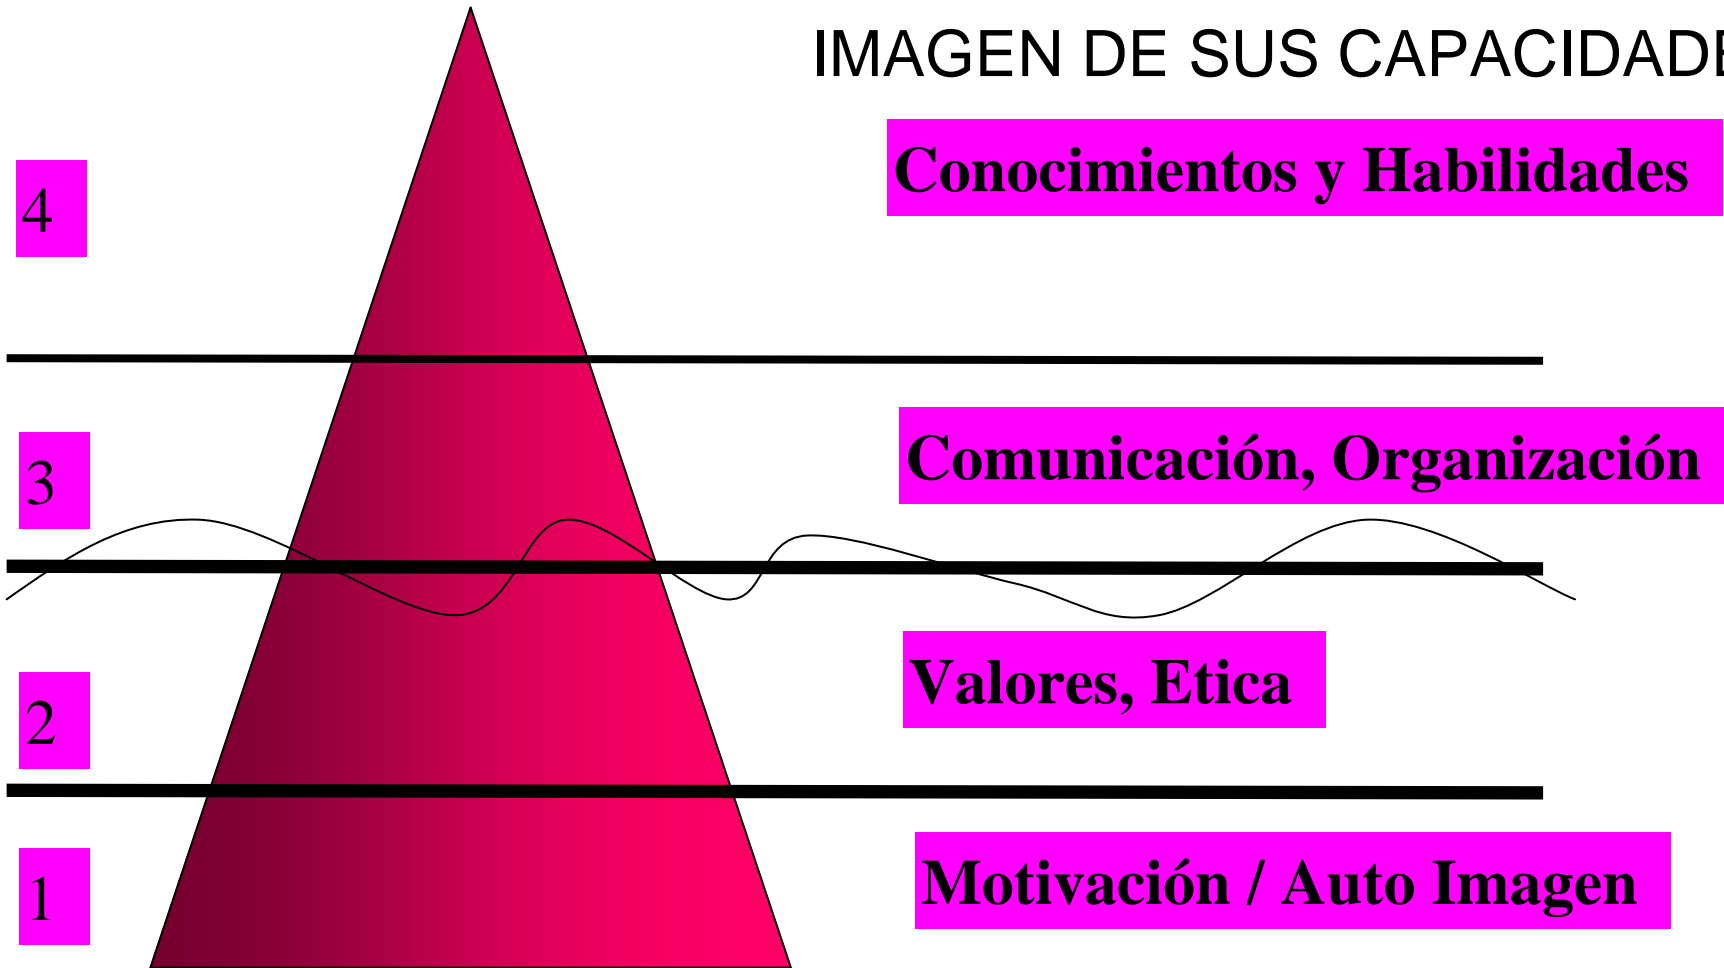 IMAGEN DE SUS CAPACIDADE
Conocimientos y Habilidades
4
Comunicación, Organización
3
Valores, Etica
2
Motivación / Auto Imagen
1